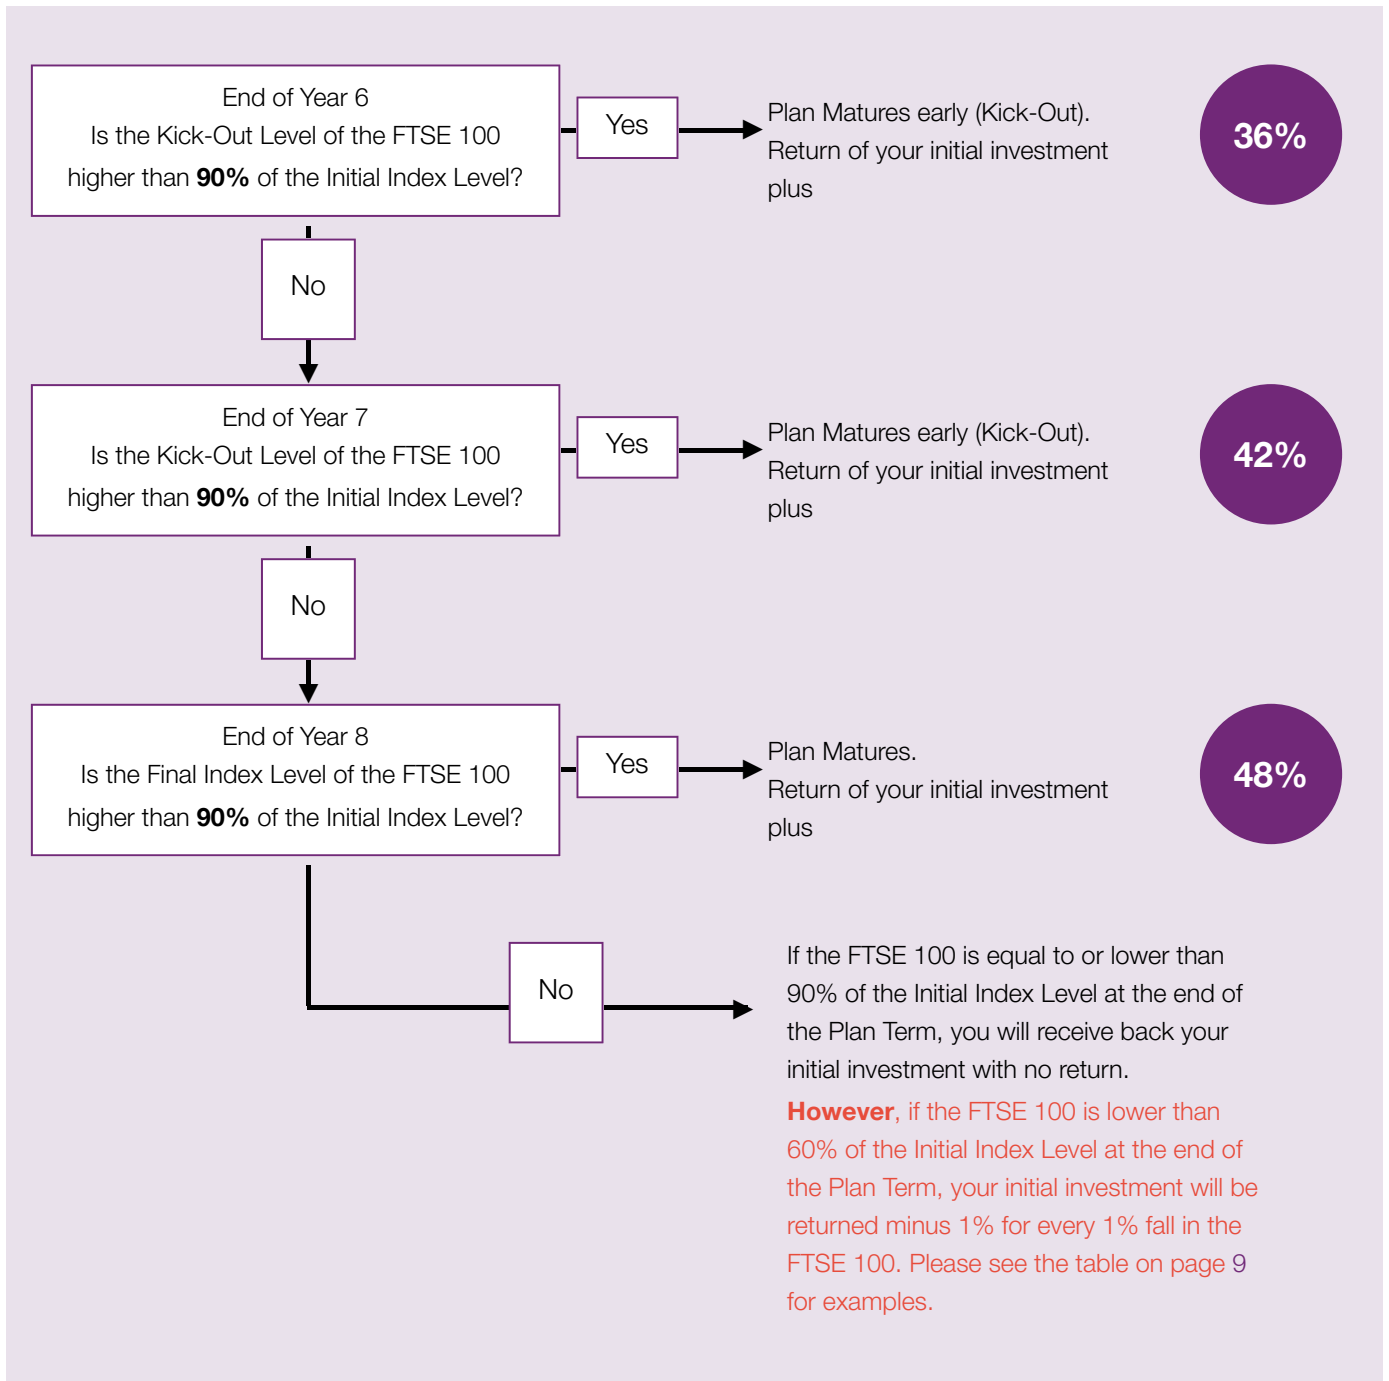 End of Year 6
Is the Kick-Out Level of the FTSE 100
higher than 90% of the Initial Index Level?
Yes
Plan Matures early (Kick-Out).
Return of your initial investment
plus
36%
No
End of Year 7
Is the Kick-Out Level of the FTSE 100
higher than 90% of the Initial Index Level?
Yes
Plan Matures early (Kick-Out).
Return of your initial investment
plus
42%
No
End of Year 8
Is the Final Index Level of the FTSE 100
higher than 90% of the Initial Index Level?
Yes
Plan Matures.
Return of your initial investment
plus
48%
No
If the FTSE 100 is equal to or lower than
90% of the Initial Index Level at the end of
the Plan Term, you will receive back your
initial investment with no return.
However, if the FTSE 100 is lower than
60% of the Initial Index Level at the end of
the Plan Term, your initial investment will be
returned minus 1% for every 1% fall in the
FTSE 100. Please see the table on page 9
for examples.